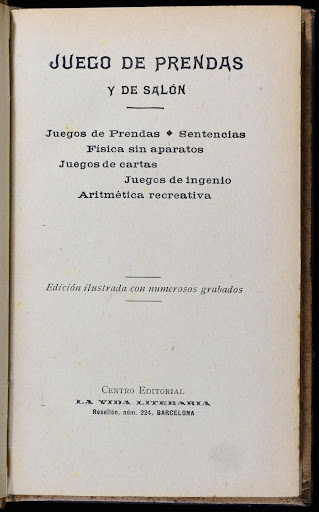 JUEGO DE PRENDAS
Y DE SALÓN
Juegos de Prendas ❖ Sentencias
Física sin aparatos
Juegos de cartas
Juegos de ingenio
Aritmética recreativa
Edición ilustrada con numerosos grabados
CENTRO EDITORIAL
LA VIDA LITERARIA
Rosellón, núm. 224, BARCELONA